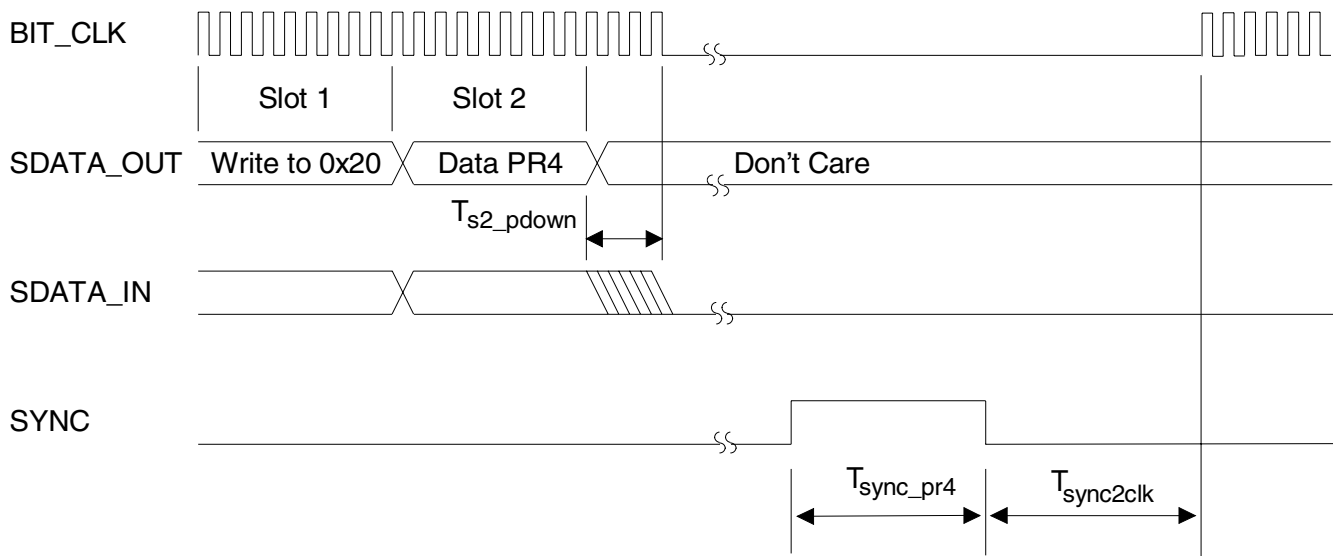 BIT_CLK
Slot 1
Slot 2
SDATA_OUT
Write to 0x20
Data PR4
Don't Care
Ts2_pdown
SDATA_IN
SYNC
Tsync_pr4
Tsync2clk